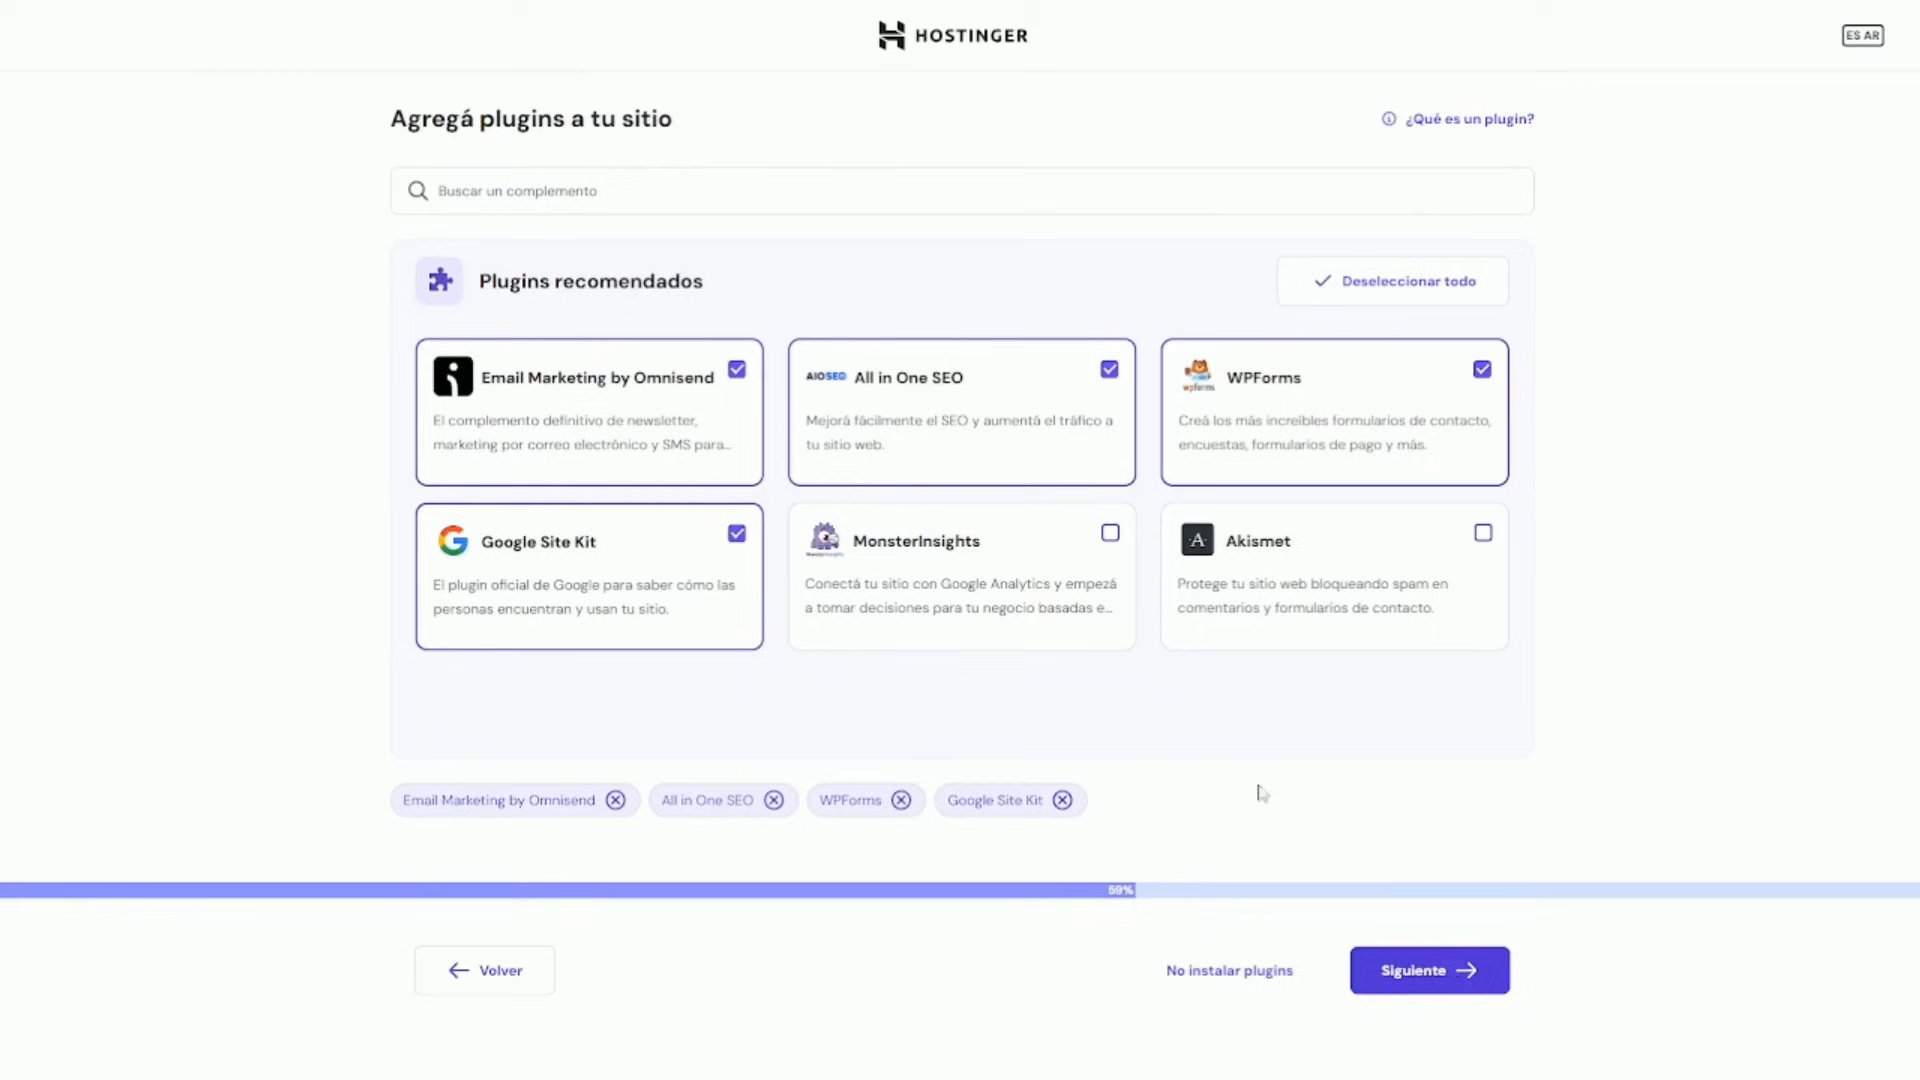 HOSTINGER
ES AR
Agregá plugins a tu sitio
¿Qué es un plugin?
Buscar un complemento
Plugins recomendados
Deseleccionar todo
Email Marketing by Omnisend
El complemento definitivo de newsletter,
marketing por correo electrónico y SMS para...
AIOSEO All in One SEO
Mejorá fácilmente el SEO y aumentá el tráfico a
tu sitio web.
wpforms WPForms
Creá los más increíbles formularios de contacto,
encuestas, formularios de pago y más.
Google Site Kit
El plugin oficial de Google para saber cómo las
personas encuentran y usan tu sitio.
MonsterInsights
Conectá tu sitio con Google Analytics y empezá
a tomar decisiones para tu negocio basadas e...
A Akismet
Protege tu sitio web bloqueando spam en
comentarios y formularios de contacto.
Email Marketing by Omnisend All in One SEO WPForms Google Site Kit
59%
Volver
No instalar plugins
Siguiente